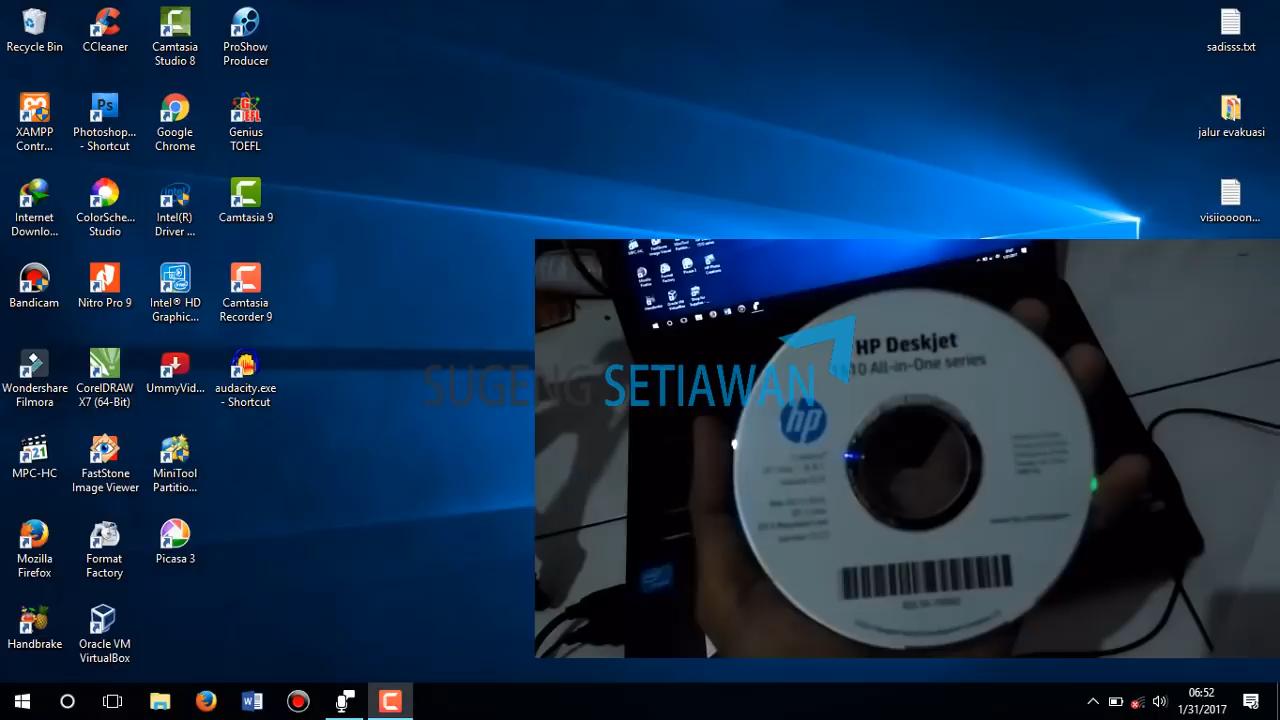 Recycle Bin
CCleaner
Camtasia
Studio 8
ProShow
Producer
XAMPP
Contr...
Photoshop...
- Shortcut
Google
Chrome
Genius
TOEFL
Internet
Downlo...
ColorSche...
Studio
Intel(R)
Driver ...
Camtasia 9
Bandicam
Nitro Pro 9
Intel® HD
Graphic...
Camtasia
Recorder 9
Wondershare
Filmora
CorelDRAW
X7 (64-Bit)
UmmyVid...
audacity.exe
- Shortcut
MPC-HC
FastStone
Image Viewer
MiniTool
Partitio...
Mozilla
Firefox
Format
Factory
Picasa 3
Handbrake
Oracle VM
VirtualBox
sadisss.txt
jalur evakuasi
visiioooon...
SUGENG SETIAWAN
HP Deskjet
All-in-One series
hp
06:52
1/31/2017